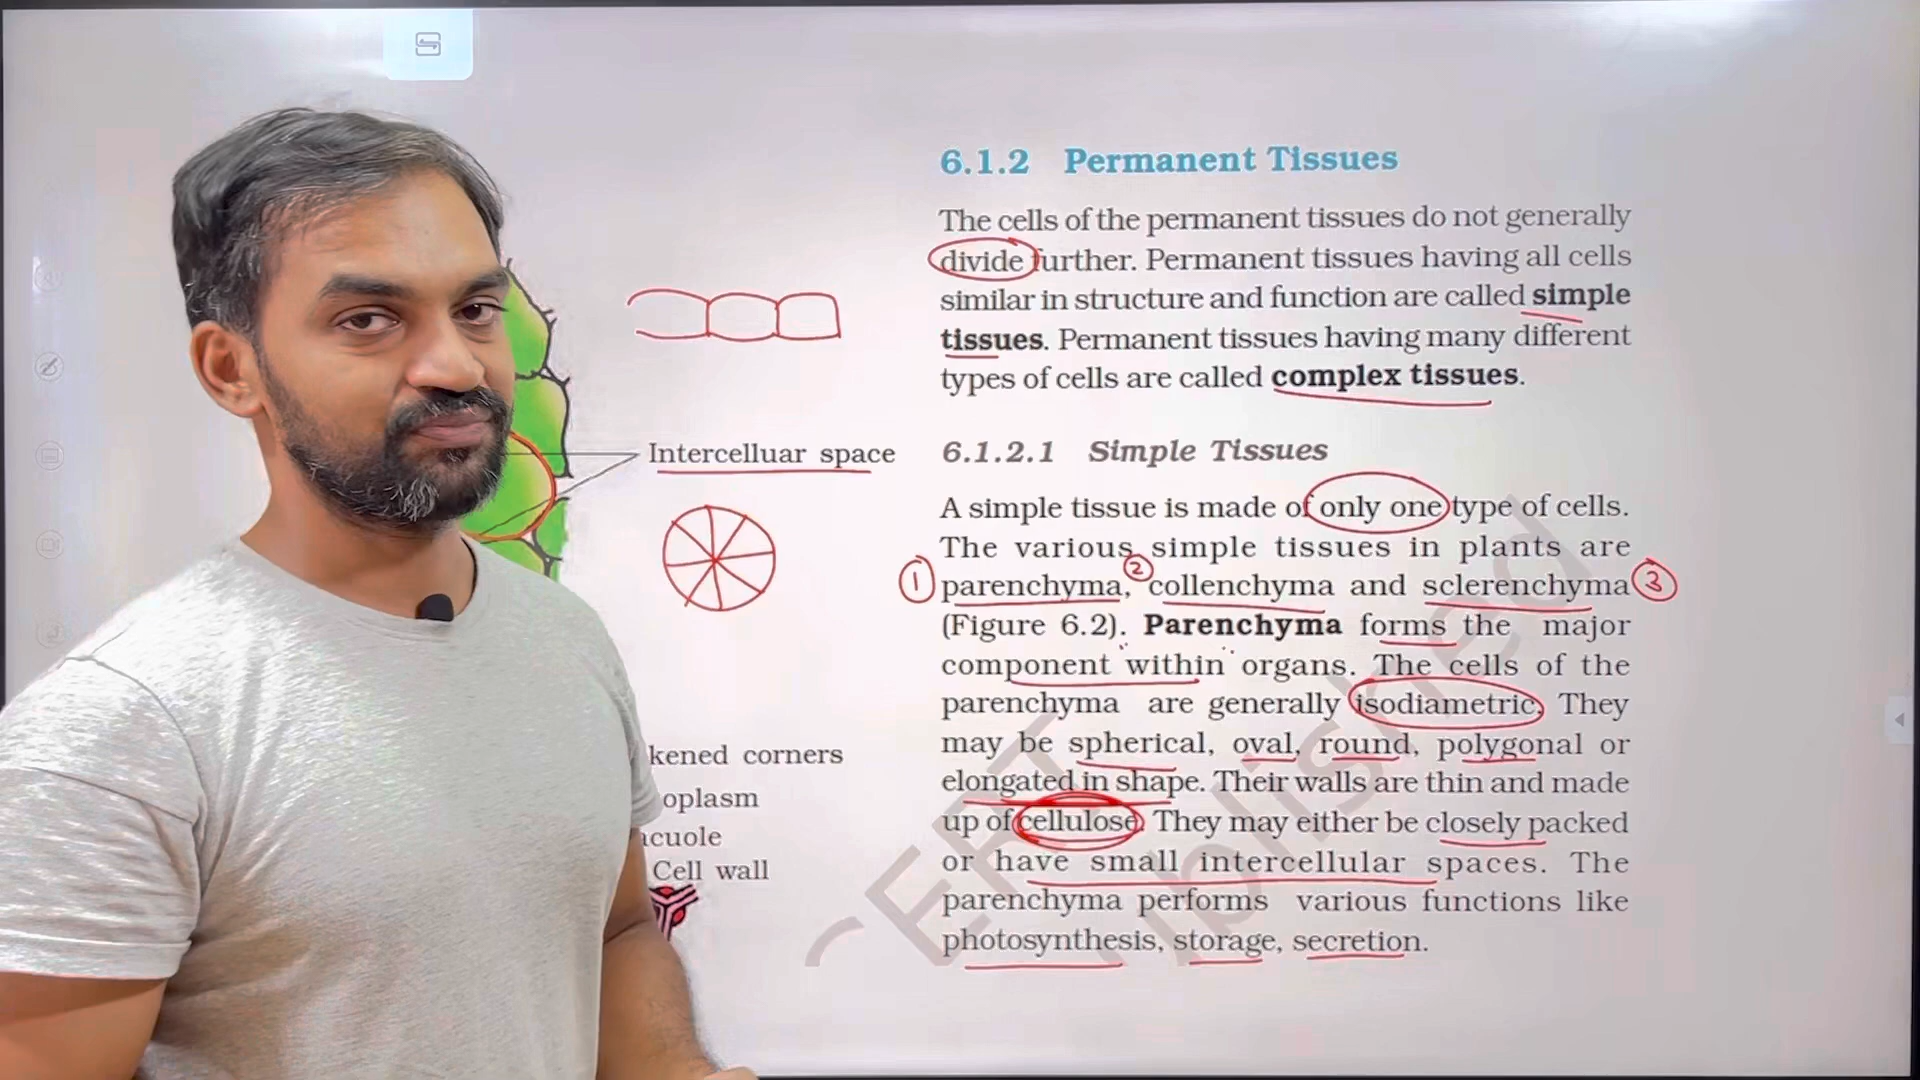 6.1.2 Permanent Tissues
The cells of the permanent tissues do not generally
divide further. Permanent tissues having all cells
similar in structure and function are called simple
tissues. Permanent tissues having many different
types of cells are called complex tissues.
Intercelluar space
6.1.2.1 Simple Tissues
A simple tissue is made of only one type of cells.
The various simple tissues in plants are
① parenchyma, ② collenchyma and sclerenchyma ③
(Figure 6.2). Parenchyma forms the major
component within organs. The cells of the
parenchyma are generally isodiametric. They
may be spherical, oval, round, polygonal or
elongated in shape. Their walls are thin and made
up of cellulose. They may either be closely packed
or have small intercellular spaces. The
parenchyma performs various functions like
photosynthesis, storage, secretion.
kened corners
oplasm
acuole
Cell wall